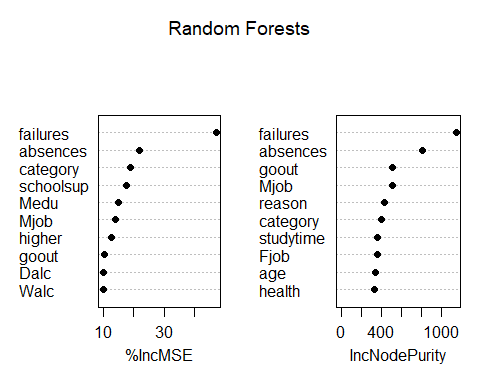 Random Forests
failures
absences
category
schoolsup
Medu
Mjob
higher
goout
Dalc
Walc
10 30
%IncMSE
failures
absences
goout
Mjob
reason
category
studytime
Fjob
age
health
0 400 1000
IncNodePurity